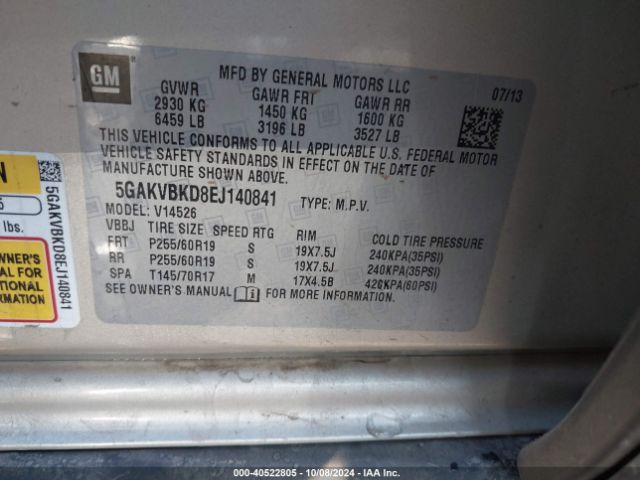 GM
®
MFD BY GENERAL MOTORS LLC
07/13
GVWR GAWR FRT GAWR RR
2930 KG 1450 KG 1600 KG
6459 LB 3196 LB 3527 LB
THIS VEHICLE CONFORMS TO ALL APPLICABLE U.S. FEDERAL MOTOR
VEHICLE SAFETY STANDARDS IN EFFECT ON THE DATE OF
MANUFACTURE SHOWN ABOVE.
5GAKVBKD8EJ140841 TYPE: M.P.V.
MODEL: V14526
VBBJ TIRE SIZE SPEED RTG RIM COLD TIRE PRESSURE
FRT P255/60R19 S 19X7.5J 240KPA(35PSI)
RR P255/60R19 S 19X7.5J 240KPA(35PSI)
SPA T145/70R17 M 17X4.5B 420KPA(60PSI)
SEE OWNER'S MANUAL FOR MORE INFORMATION.
N
5
lbs.
WNER'S
AL FOR
TIONAL
MATION
5GAKVBKD8EJ140841
000-40522805 - 10/08/2024 - IAA